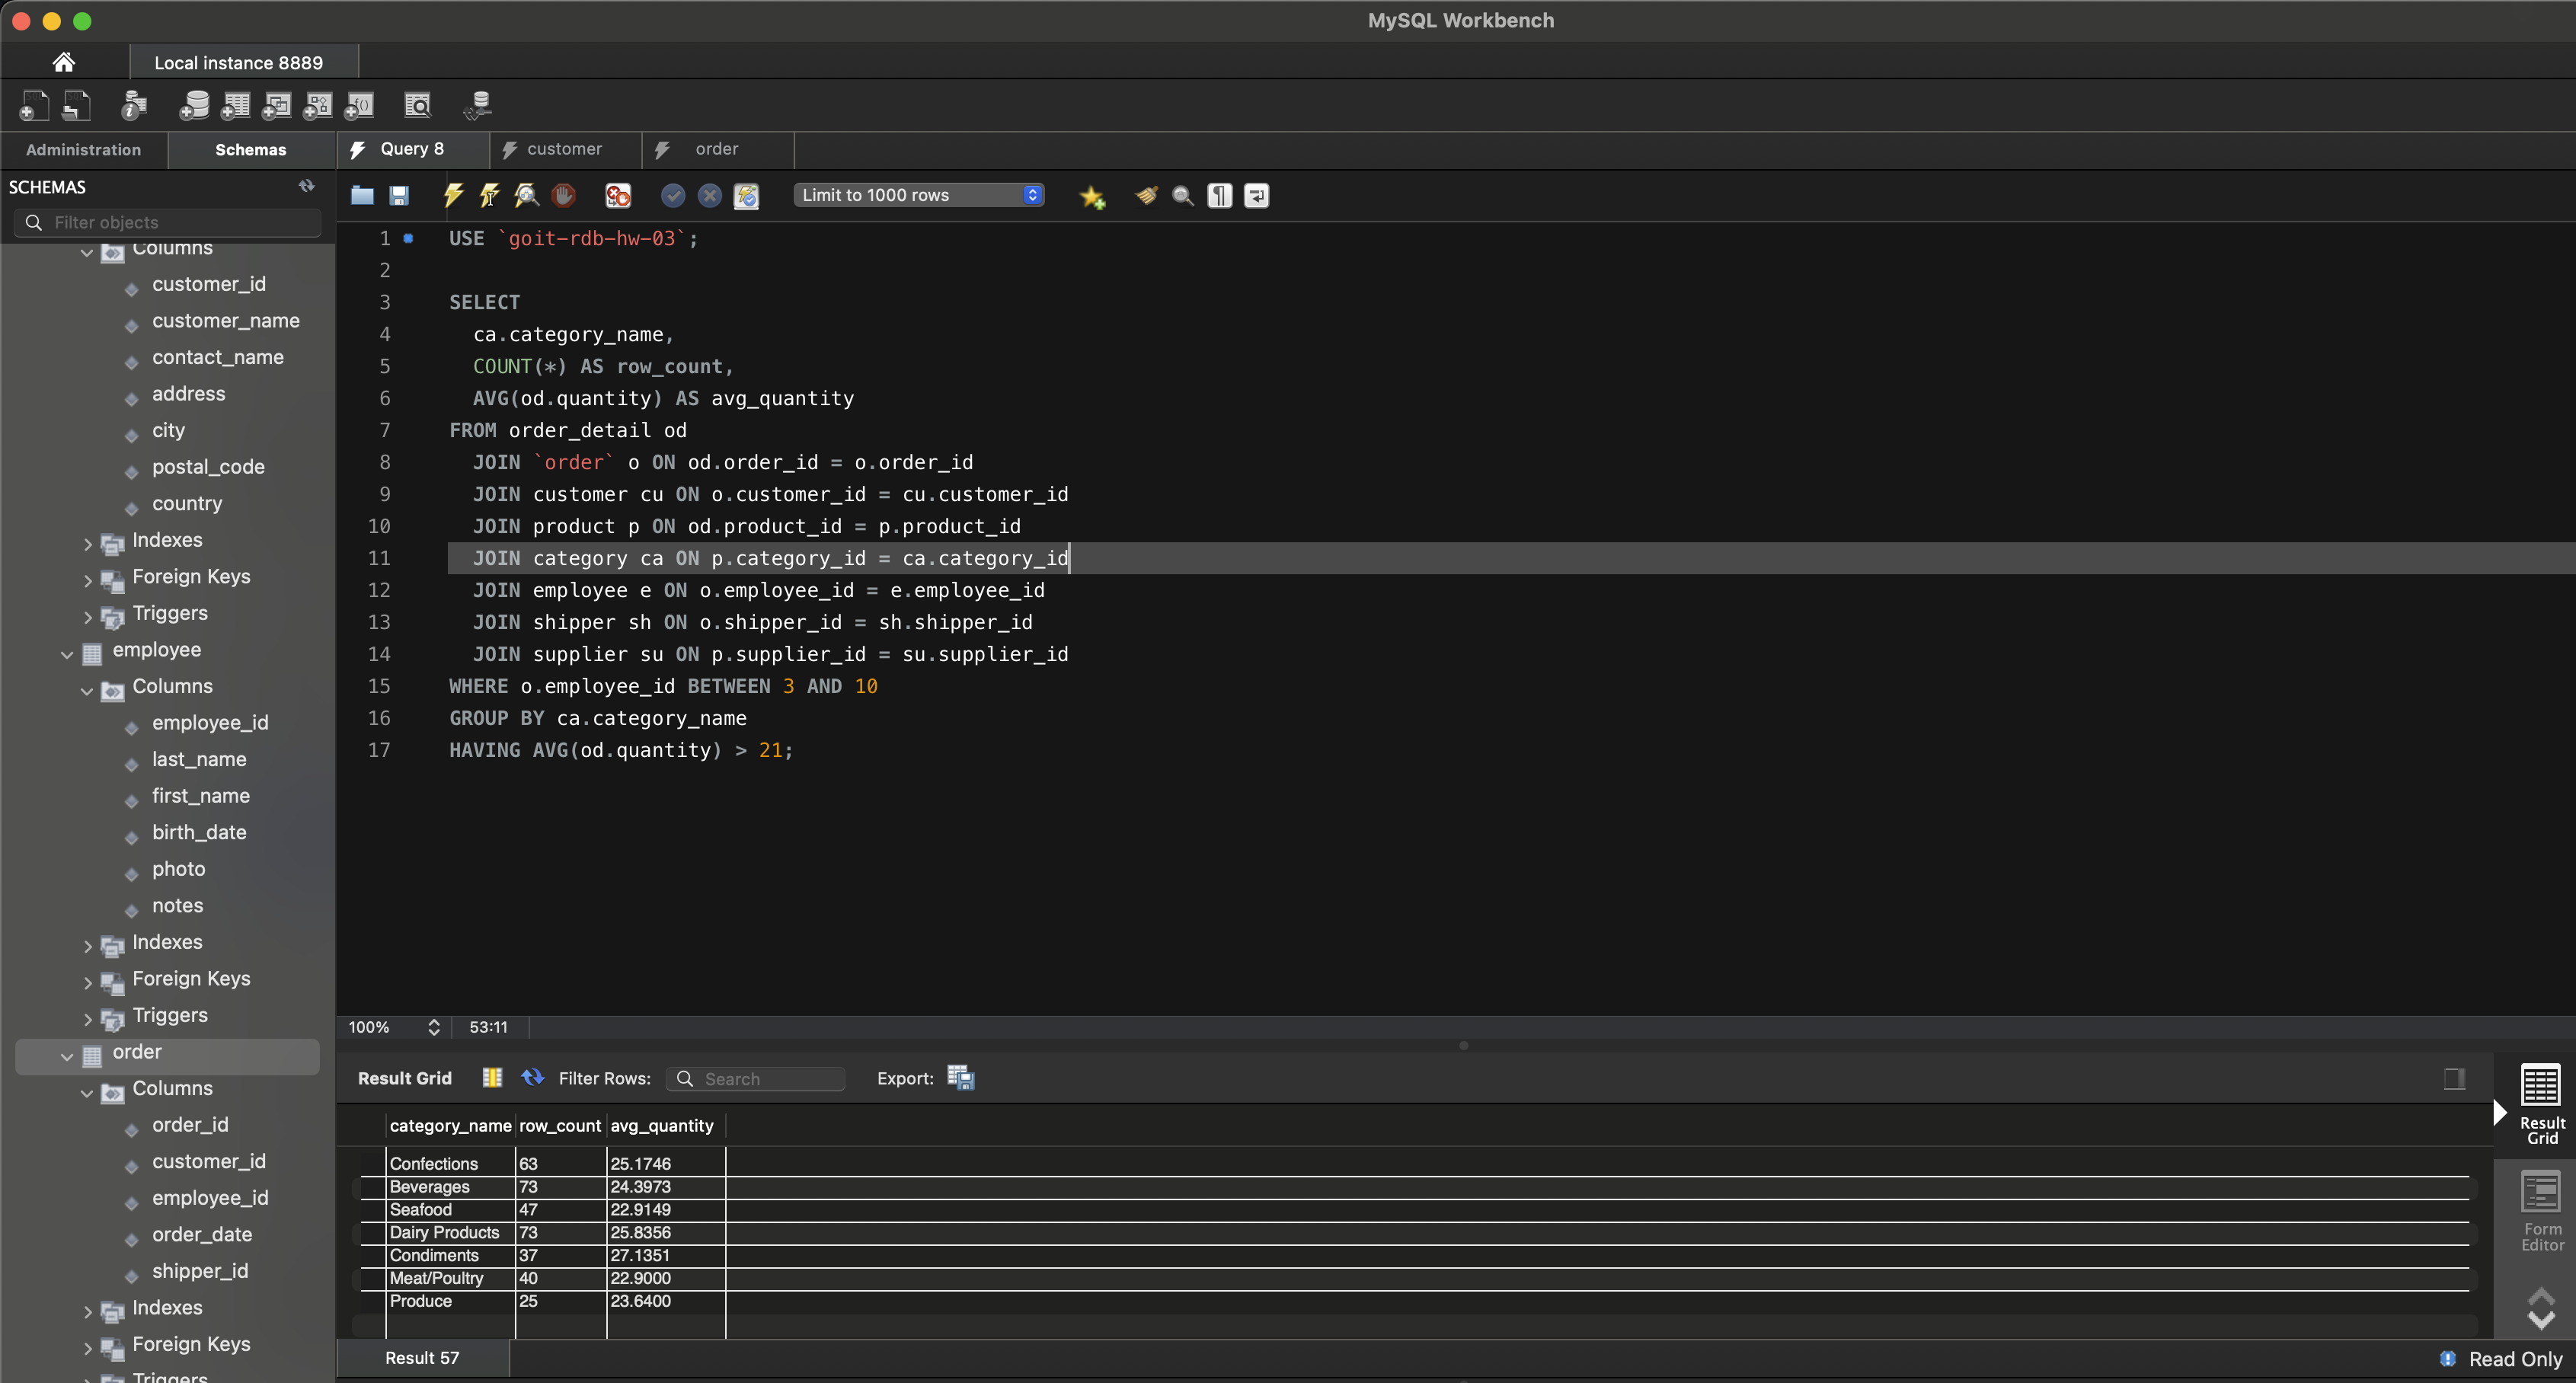 MySQL Workbench
Local instance 8889
Administration
Schemas
Query 8
customer
order
SCHEMAS
Filter objects
Limit to 1000 rows
Columns
customer_id
customer_name
contact_name
address
city
postal_code
country
Indexes
Foreign Keys
Triggers
employee
Columns
employee_id
last_name
first_name
birth_date
photo
notes
Indexes
Foreign Keys
Triggers
order
Columns
order_id
customer_id
employee_id
order_date
shipper_id
Indexes
Foreign Keys
Triggers
1 USE `goit-rdb-hw-03`;
2
3 SELECT
4 ca.category_name,
5 COUNT(*) AS row_count,
6 AVG(od.quantity) AS avg_quantity
7 FROM order_detail od
8 JOIN `order` o ON od.order_id = o.order_id
9 JOIN customer cu ON o.customer_id = cu.customer_id
10 JOIN product p ON od.product_id = p.product_id
11 JOIN category ca ON p.category_id = ca.category_id
12 JOIN employee e ON o.employee_id = e.employee_id
13 JOIN shipper sh ON o.shipper_id = sh.shipper_id
14 JOIN supplier su ON p.supplier_id = su.supplier_id
15 WHERE o.employee_id BETWEEN 3 AND 10
16 GROUP BY ca.category_name
17 HAVING AVG(od.quantity) > 21;
100% 53:11
Result Grid Filter Rows: Search Export:
category_name row_count avg_quantity
Confections 63 25.1746
Beverages 73 24.3973
Seafood 47 22.9149
Dairy Products 73 25.8356
Condiments 37 27.1351
Meat/Poultry 40 22.9000
Produce 25 23.6400
Result
Grid
Form
Editor
Result 57
Read Only